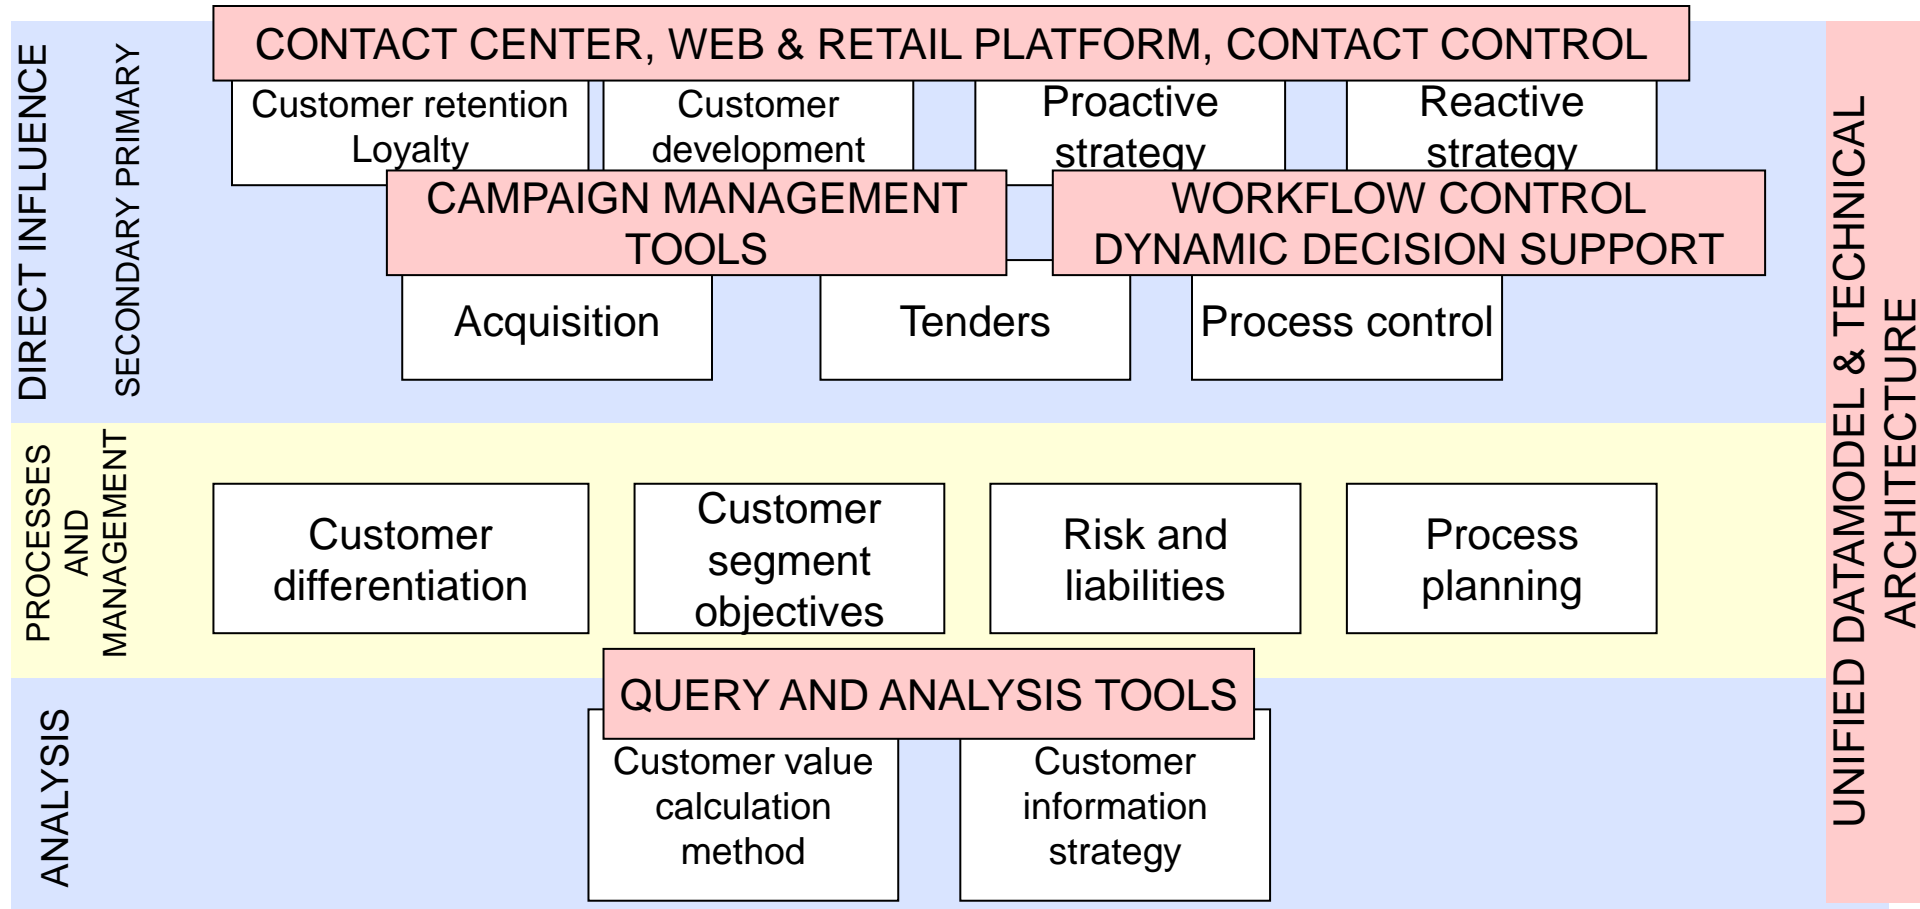 CONTACT CENTER, WEB & RETAIL PLATFORM, CONTACT CONTROL
DIRECT INFLUENCE
SECONDARY PRIMARY
Customer retention
Loyalty
Customer
development
Proactive
strategy
Reactive
strategy
CAMPAIGN MANAGEMENT
TOOLS
WORKFLOW CONTROL
DYNAMIC DECISION SUPPORT
Acquisition
Tenders
Process control
PROCESSES
AND
MANAGEMENT
Customer
differentiation
Customer
segment
objectives
Risk and
liabilities
Process
planning
ANALYSIS
QUERY AND ANALYSIS TOOLS
Customer value
calculation
method
Customer
information
strategy
UNIFIED DATAMODEL & TECHNICAL
ARCHITECTURE